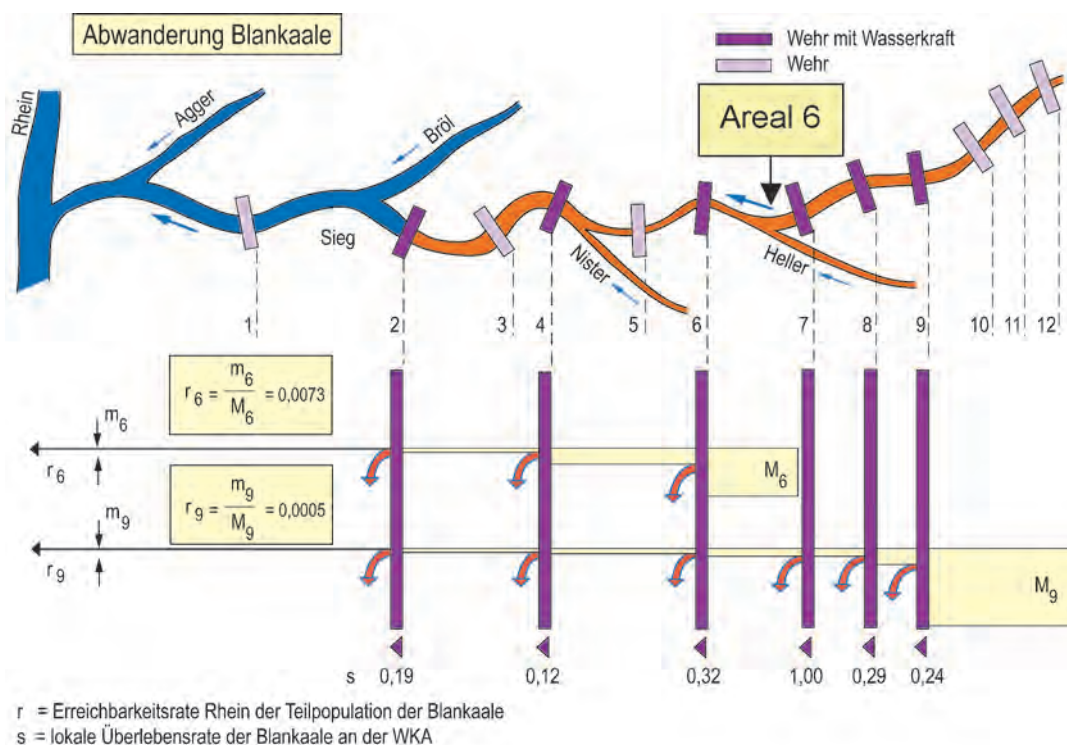 Abwanderung Blankaale
Wehr mit Wasserkraft
Wehr
Rhein
Agger
Bröl
Areal 6
Sieg
Nister
Heller
1 2 3 4 5 6 7 8 9 10 11 12
r6 = m6 / M6 = 0,0073
m6
r6
M6
r9 = m9 / M9 = 0,0005
m9
r9
M9
s 0,19 0,12 0,32 1,00 0,29 0,24
r = Erreichbarkeitsrate Rhein der Teilpopulation der Blankaale
s = lokale Überlebensrate der Blankaale an der WKA